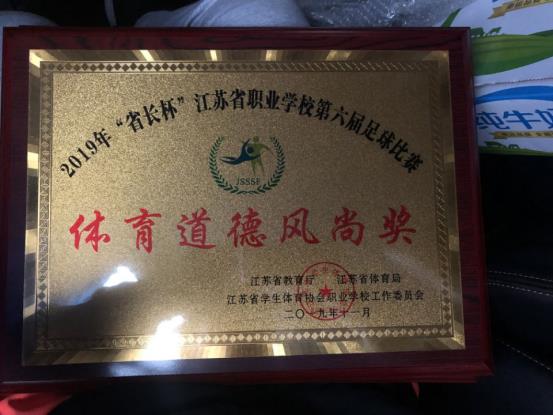 2019年“省长杯”江苏省职业学校第六届足球比赛
JSSSF
体育道德风尚奖
江苏省教育厅 江苏省体育局
江苏省学生体育协会职业学校工作委员会
二〇一九年十一月
纯牛奶